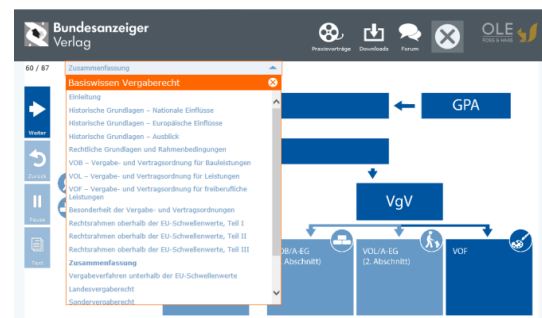 Bundesanzeiger
Verlag
Praxisvorträge
Downloads
Forum
OLE
60 / 87
Zusammenfassung
Basiswissen Vergaberecht
Einleitung
Historische Grundlagen – Nationale Einflüsse
Historische Grundlagen – Europäische Einflüsse
Historische Grundlagen – Ausblick
Rechtliche Grundlagen und Rahmenbedingungen
VOB – Vergabe- und Vertragsordnung für Bauleistungen
VOL – Vergabe- und Vertragsordnung für Leistungen
VOF – Vergabe- und Vertragsordnung für freiberufliche
Leistungen
Besonderheit der Vergabe- und Vertragsordnungen
Rechtsrahmen oberhalb der EU-Schwellenwerte, Teil I
Rechtsrahmen oberhalb der EU-Schwellenwerte, Teil II
Rechtsrahmen oberhalb der EU-Schwellenwerte, Teil III
Zusammenfassung
Vergabeverfahren unterhalb der EU-Schwellenwerte
Landesvergaberecht
Sondervergaberecht
Weiter
Zurück
Pause
Text
GPA
VgV
OB/A-EG
Abschnitt)
VOL/A-EG
(2. Abschnitt)
VOF